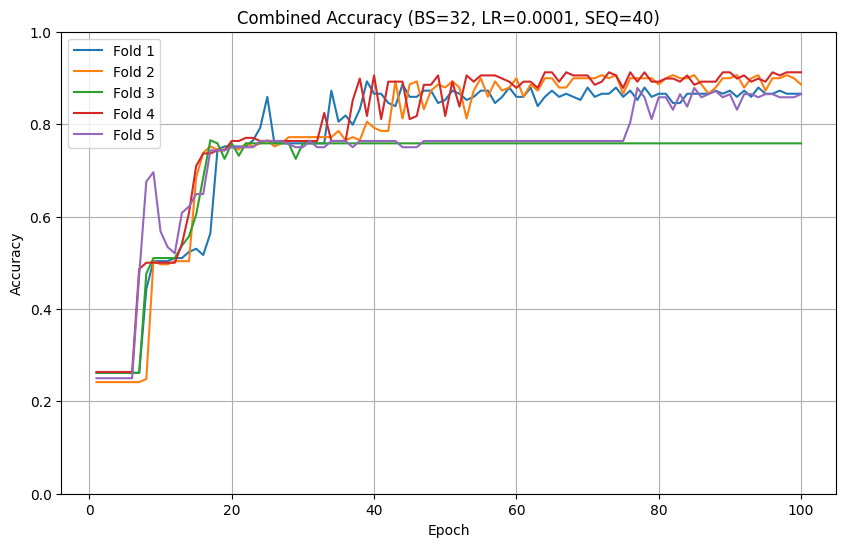 Combined Accuracy (BS=32, LR=0.0001, SEQ=40)
Fold 1
Fold 2
Fold 3
Fold 4
Fold 5
1.0
0.8
0.6
0.4
0.2
0.0
Accuracy
0 20 40 60 80 100
Epoch